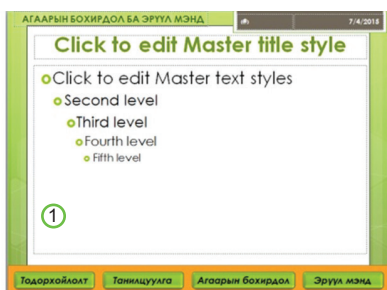 АГААРЫН БОХИРДОЛ БА ЭРҮҮЛ МЭНД
7/4/2018
Click to edit Master title style
Click to edit Master text styles
Second level
Third level
Fourth level
Fifth level
1
Тодорхойлолт Танилцуулга Агаарын бохирдол Эрүүл мэнд